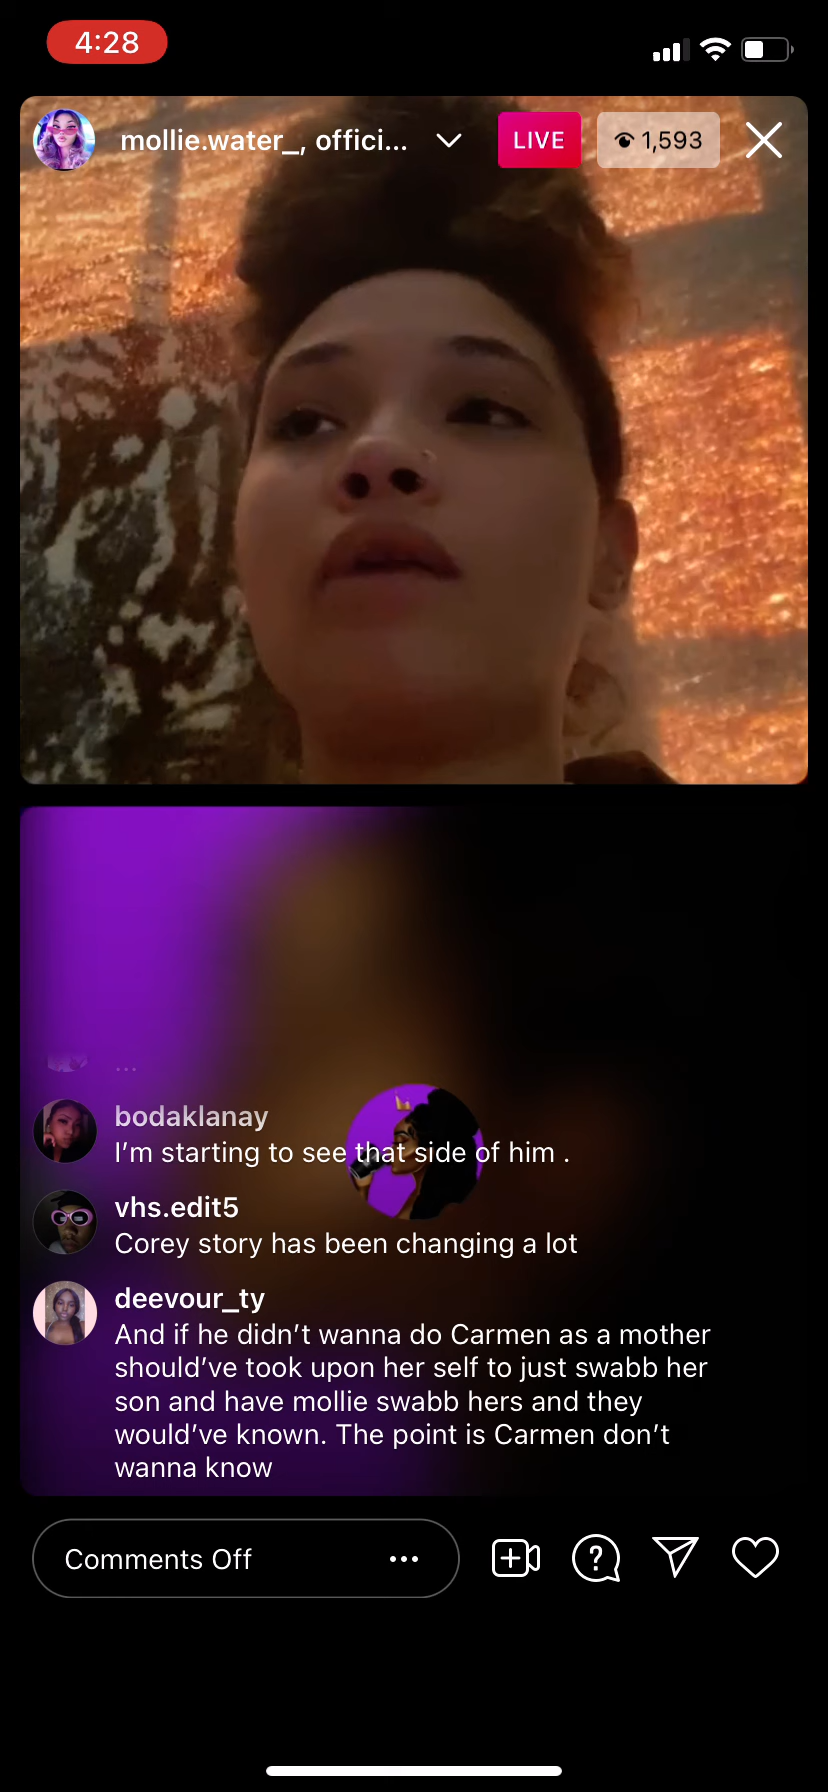 4:28
mollie.water_, offici...
LIVE
1,593
...
bodaklanay
I'm starting to see that side of him .
vhs.edit5
Corey story has been changing a lot
deevour_ty
And if he didn't wanna do Carmen as a mother
should've took upon her self to just swabb her
son and have mollie swabb hers and they
would've known. The point is Carmen don't
wanna know
Comments Off